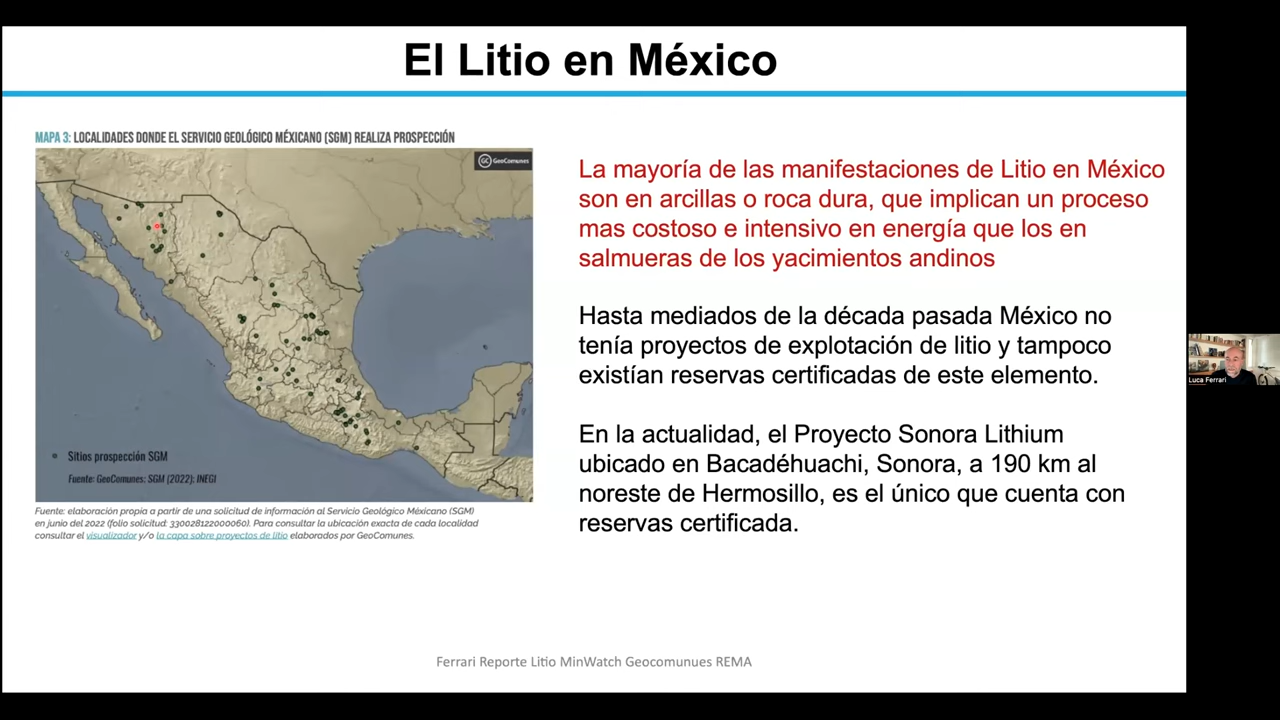 El Litio en México
MAPA 3: LOCALIDADES DONDE EL SERVICIO GEOLÓGICO MÉXICANO (SGM) REALIZA PROSPECCIÓN
GC GeoComunes
Sitios prospección SGM
Fuente: GeoComunes; SGM (2022); INEGI
Fuente: elaboración propia a partir de una solicitud de información al Servicio Geológico Méxicano (SGM)
en junio del 2022 (folio solicitud: 330028122000060). Para consultar la ubicación exacta de cada localidad
consultar el visualizador y/o la capa sobre proyectos de litio elaborados por GeoComunes.
La mayoría de las manifestaciones de Litio en México
son en arcillas o roca dura, que implican un proceso
mas costoso e intensivo en energía que los en
salmueras de los yacimientos andinos
Hasta mediados de la década pasada México no
tenía proyectos de explotación de litio y tampoco
existían reservas certificadas de este elemento.
En la actualidad, el Proyecto Sonora Lithium
ubicado en Bacadéhuachi, Sonora, a 190 km al
noreste de Hermosillo, es el único que cuenta con
reservas certificada.
Luca Ferrari
Ferrari Reporte Litio MinWatch Geocomunues REMA